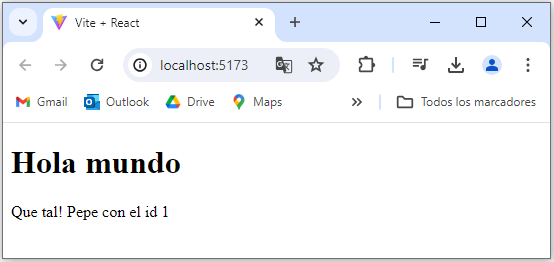 Vite + React
localhost:5173
Gmail Outlook Drive Maps Todos los marcadores
Hola mundo
Que tal! Pepe con el id 1